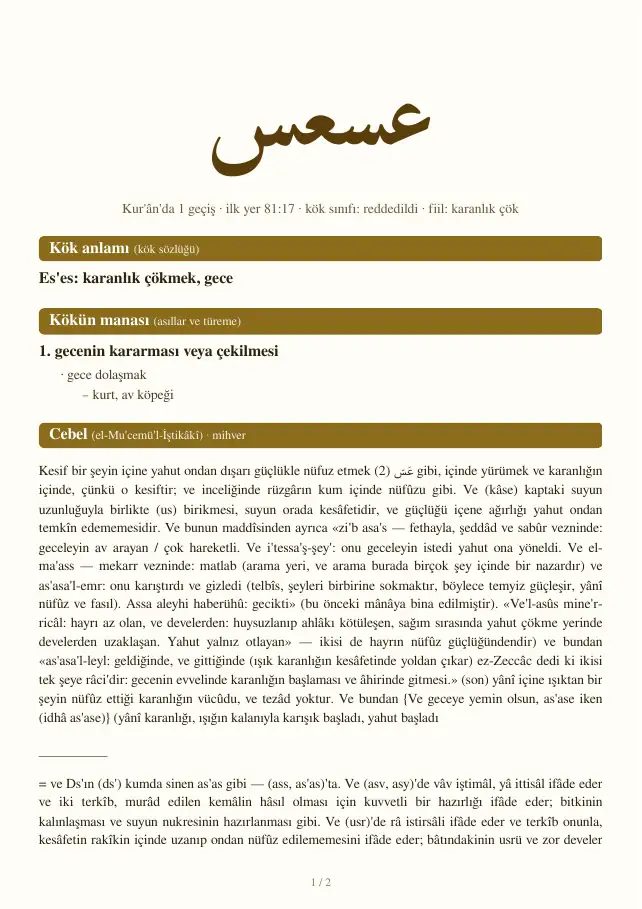 عسعس
Kur'ân'da 1 geçiş · ilk yer 81:17 · kök sınıfı: reddedildi · fiil: karanlık çök
Kök anlamı (kök sözlüğü)
Es'es: karanlık çökmek, gece
Kökün manası (asıllar ve türeme)
1. gecenin kararması veya çekilmesi
· gece dolaşmak
– kurt, av köpeği
Cebel (el-Mu'cemü'l-İştikâkî) · mihver
Kesif bir şeyin içine yahut ondan dışarı güçlükle nüfuz etmek (2) عَسّ gibi, içinde yürümek ve karanlığın
içinde, çünkü o kesiftir; ve inceliğinde rüzgârın kum içinde nüfûzu gibi. Ve (kâse) kaptaki suyun
uzunluğuyla birlikte (us) birikmesi, suyun orada kesâfetidir, ve güçlüğü içene ağırlığı yahut ondan
temkîn edememesidir. Ve bunun maddîsinden ayrıca «zi'b asa's — fethayla, şeddâd ve sabûr vezninde:
geceleyin av arayan / çok hareketli. Ve i'tessa'ş-şey': onu geceleyin istedi yahut ona yöneldi. Ve el-
ma'ass — mekarr vezninde: matlab (arama yeri, ve arama burada birçok şey içinde bir nazardır) ve
as'asa'l-emr: onu karıştırdı ve gizledi (telbîs, şeyleri birbirine sokmaktır, böylece temyiz güçleşir, yânî
nüfûz ve fasıl). Assa aleyhi haberühû: gecikti» (bu önceki mânâya bina edilmiştir). «Ve'l-asûs mine'r-
ricâl: hayrı az olan, ve develerden: huysuzlanıp ahlakı kötüleşen, sağım sırasında yahut çökme yerinde
develerden uzaklaşan. Yahut yalnız otlayan» — ikisi de hayrın nüfûz güçlüğündendir) ve bundan
«as'asa'l-leyl: geldiğinde, ve gittiğinde (ışık karanlığın kesâfetinde yoldan çıkar) ez-Zeccâc dedi ki ikisi
tek şeye râci'dir: gecenin evvelinde karanlığın başlaması ve âhirinde gitmesi.» (son) yânî içine ışıktan bir
şeyin nüfûz ettiği karanlığın vücûdu, ve tezâd yoktur. Ve bundan {Ve geceye yemin olsun, as'ase iken
(idhâ as'ase)} (yânî karanlığı, ışığın kalanıyla karışık başladı, yahut başladı
= ve Ds'ın (ds') kumda sinen as'as gibi — (ass, as'as)'ta. Ve (asv, asy)'de vâv iştimâl, yâ ittisâl ifâde eder
ve iki terkîb, murâd edilen kemâlin hâsıl olması için kuvvetli bir hazırlığı ifâde eder; bitkinin
kalınlaşması ve suyun nukresinin hazırlanması gibi. Ve (usr)'de râ istirsâli ifâde eder ve terkîb onunla,
kesâfetin rakîkin içinde uzanıp ondan nüfûz edilememesini ifâde eder; bâtındakinin usrü ve zor develer
1 / 2